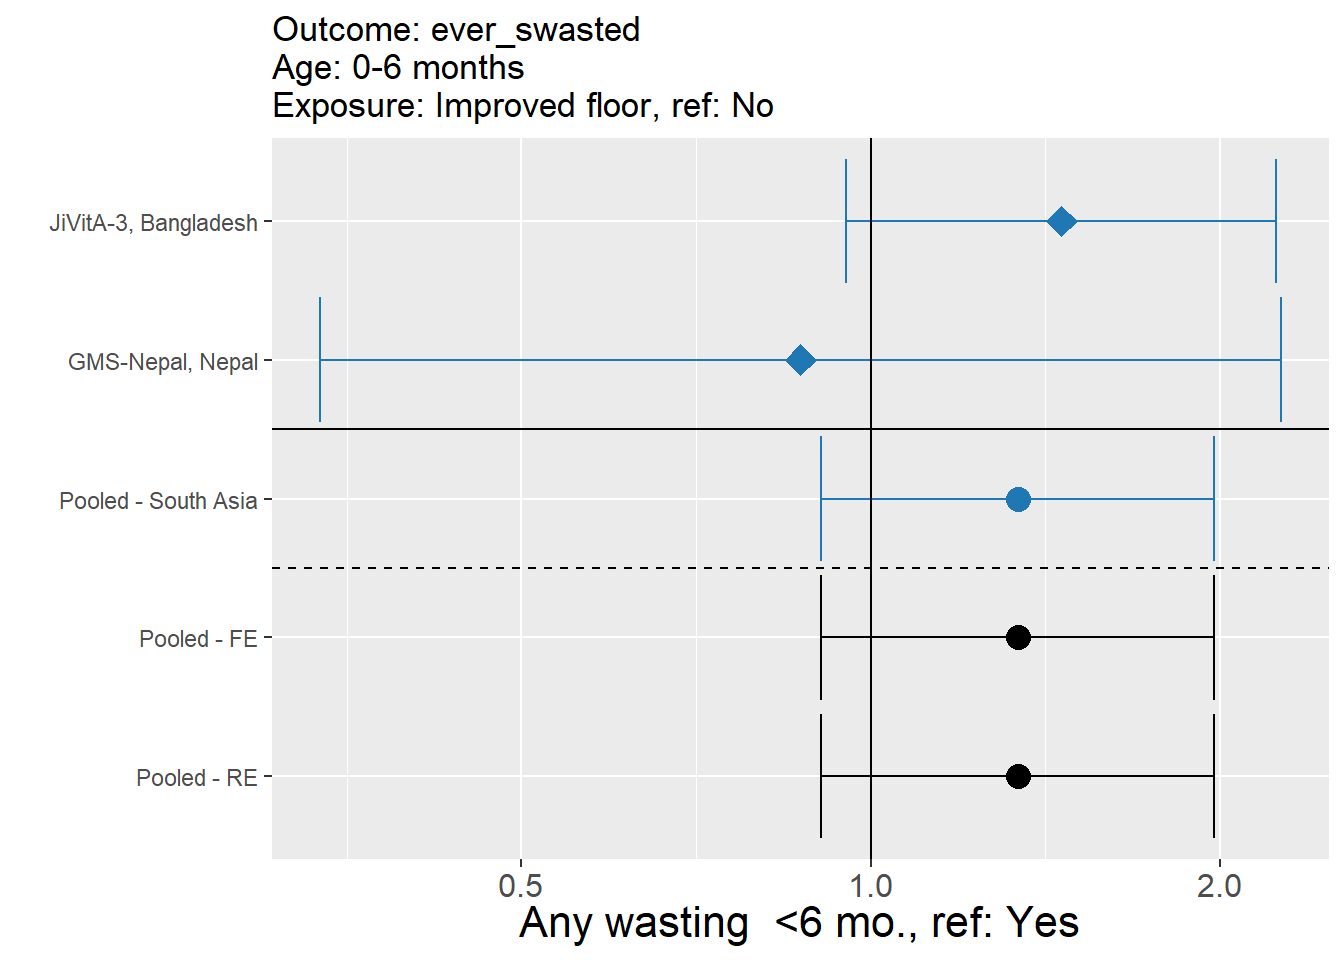 Outcome: ever_swasted
Age: 0-6 months
Exposure: Improved floor, ref: No
JiVitA-3, Bangladesh
GMS-Nepal, Nepal
Pooled - South Asia
Pooled - FE
Pooled - RE
0.5 1.0 2.0
Any wasting  <6 mo., ref: Yes